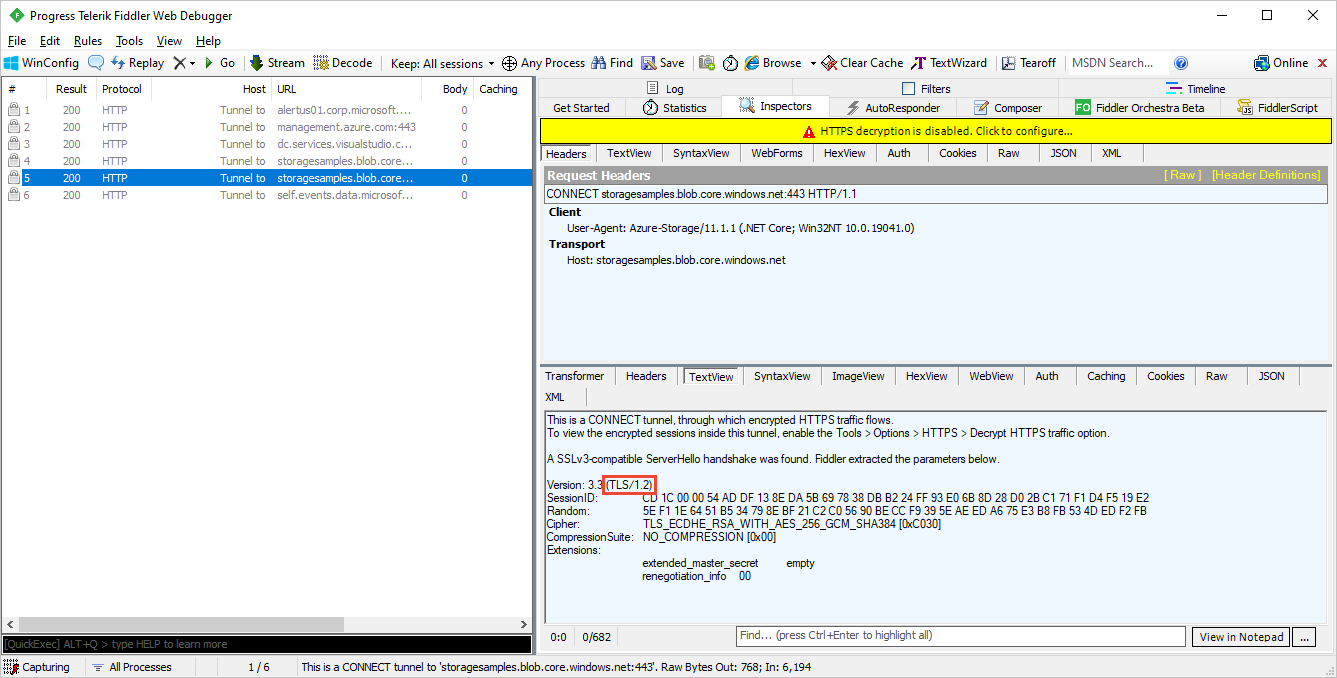 Progress Telerik Fiddler Web Debugger
File Edit Rules Tools View Help
WinConfig Replay Go Stream Decode Keep: All sessions Any Process Find Save Browse Clear Cache TextWizard Tearoff MSDN Search... Online
# Result Protocol Host URL Body Caching
1 200 HTTP Tunnel to alertus01.corp.microsoft.... 0
2 200 HTTP Tunnel to management.azure.com:443 0
3 200 HTTP Tunnel to dc.services.visualstudio.c... 0
4 200 HTTP Tunnel to storagesamples.blob.core... 0
5 200 HTTP Tunnel to storagesamples.blob.core... 0
6 200 HTTP Tunnel to self.events.data.microsof... 0
[QuickExec] ALT+Q > type HELP to learn more
Log Filters Timeline
Get Started Statistics Inspectors AutoResponder Composer FO Fiddler Orchestra Beta FiddlerScript
HTTPS decryption is disabled. Click to configure...
Headers TextView SyntaxView WebForms HexView Auth Cookies Raw JSON XML
Request Headers [ Raw ] [Header Definitions]
CONNECT storagesamples.blob.core.windows.net:443 HTTP/1.1
Client
User-Agent: Azure-Storage/11.1.1 (.NET Core; Win32NT 10.0.19041.0)
Transport
Host: storagesamples.blob.core.windows.net
Transformer Headers TextView SyntaxView ImageView HexView WebView Auth Caching Cookies Raw JSON
XML
This is a CONNECT tunnel, through which encrypted HTTPS traffic flows.
To view the encrypted sessions inside this tunnel, enable the Tools > Options > HTTPS > Decrypt HTTPS traffic option.
A SSLv3-compatible ServerHello handshake was found. Fiddler extracted the parameters below.
Version: 3.3 (TLS/1.2)
SessionID: CD 1C 00 00 54 AD DF 13 8E DA 5B 69 78 38 DB B2 24 FF 93 E0 6B 8D 28 D0 2B C1 71 F1 D4 F5 19 E2
Random: 5E F1 1E 64 51 B5 34 79 8E BF 21 C2 C0 56 90 BE CC F9 39 5E AE ED A6 75 E3 B8 FB 53 4D ED F2 FB
Cipher: TLS_ECDHE_RSA_WITH_AES_256_GCM_SHA384 [0xC030]
CompressionSuite: NO_COMPRESSION [0x00]
Extensions:
extended_master_secret empty
renegotiation_info 00
0:0 0/682 Find... (press Ctrl+Enter to highlight all) View in Notepad ...
Capturing All Processes 1 / 6 This is a CONNECT tunnel to 'storagesamples.blob.core.windows.net:443'. Raw Bytes Out: 768; In: 6,194